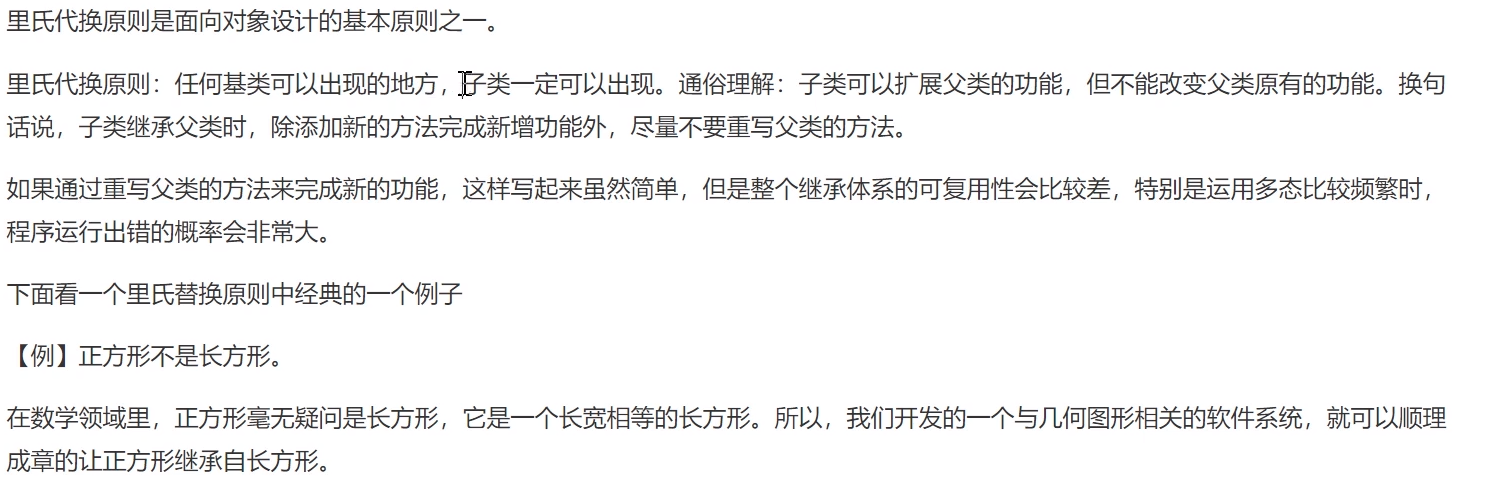 里氏代换原则是面向对象设计的基本原则之一。
里氏代换原则：任何基类可以出现的地方，子类一定可以出现。通俗理解：子类可以扩展父类的功能，但不能改变父类原有的功能。换句
话说，子类继承父类时，除添加新的方法完成新增功能外，尽量不要重写父类的方法。
如果通过重写父类的方法来完成新的功能，这样写起来虽然简单，但是整个继承体系的可复用性会比较差，特别是运用多态比较频繁时，
程序运行出错的概率会非常大。
下面看一个里氏替换原则中经典的一个例子
【例】正方形不是长方形。
在数学领域里，正方形毫无疑问是长方形，它是一个长宽相等的长方形。所以，我们开发的一个与几何图形相关的软件系统，就可以顺理
成章的让正方形继承自长方形。